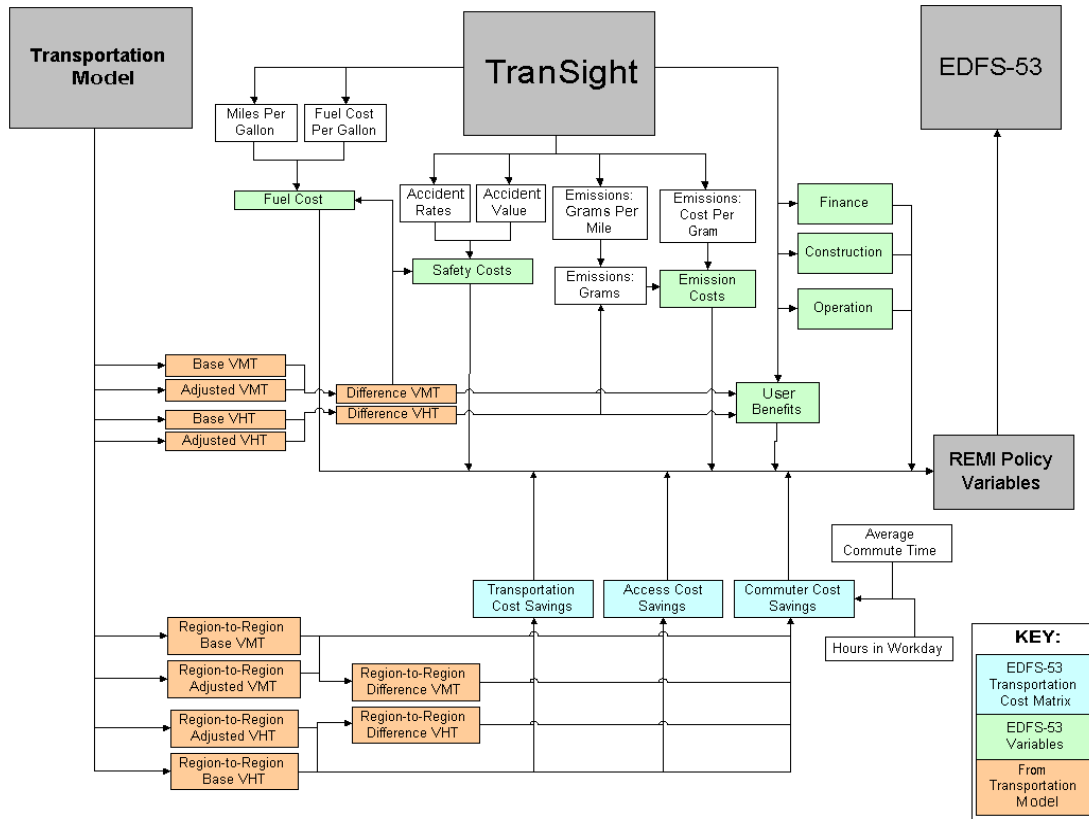 Transportation
Model
TranSight
EDFS-53
Miles Per
Gallon
Fuel Cost
Per Gallon
Fuel Cost
Accident
Rates
Accident
Value
Emissions:
Grams Per
Mile
Emissions:
Cost Per
Gram
Finance
Construction
Operation
Safety Costs
Emissions:
Grams
Emission
Costs
Base VMT
Adjusted VMT
Base VHT
Adjusted VHT
Difference VMT
Difference VHT
User
Benefits
REMI Policy
Variables
Average
Commute Time
Transportation
Cost Savings
Access Cost
Savings
Commuter Cost
Savings
Hours in Workday
Region-to-Region
Base VMT
Region-to-Region
Adjusted VMT
Region-to-Region
Difference VMT
Region-to-Region
Adjusted VHT
Region-to-Region
Difference VHT
Region-to-Region
Base VHT
KEY:
EDFS-53
Transportation
Cost Matrix
EDFS-53
Variables
From
Transportation
Model